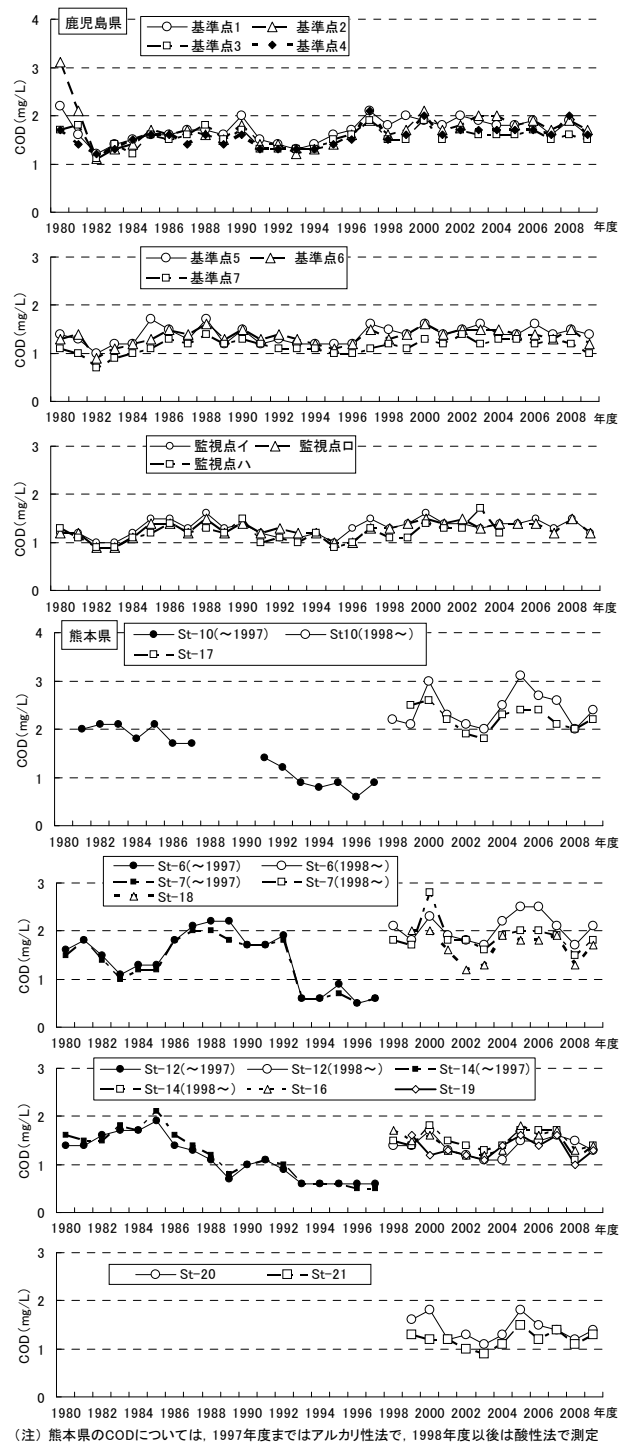 鹿児島県
基準点1 基準点2
基準点3 基準点4
COD(mg/L)
4
3
2
1
0
1980 1982 1984 1986 1988 1990 1992 1994 1996 1998 2000 2002 2004 2006 2008 年度
基準点5 基準点6
基準点7
COD(mg/L)
3
2
1
0
1980 1982 1984 1986 1988 1990 1992 1994 1996 1998 2000 2002 2004 2006 2008 年度
監視点イ 監視点ロ
監視点ハ
COD(mg/L)
3
2
1
0
1980 1982 1984 1986 1988 1990 1992 1994 1996 1998 2000 2002 2004 2006 2008 年度
熊本県
St-10(～1997) St10(1998～)
St-17
COD(mg/L)
4
3
2
1
0
1980 1982 1984 1986 1988 1990 1992 1994 1996 1998 2000 2002 2004 2006 2008 年度
St-6(～1997) St-6(1998～)
St-7(～1997) St-7(1998～)
St-18
COD(mg/L)
3
2
1
0
1980 1982 1984 1986 1988 1990 1992 1994 1996 1998 2000 2002 2004 2006 2008 年度
St-12(～1997) St-12(1998～) St-14(～1997)
St-14(1998～) St-16 St-19
COD(mg/L)
3
2
1
0
1980 1982 1984 1986 1988 1990 1992 1994 1996 1998 2000 2002 2004 2006 2008 年度
St-20 St-21
COD(mg/L)
3
2
1
0
1980 1982 1984 1986 1988 1990 1992 1994 1996 1998 2000 2002 2004 2006 2008 年度
(注) 熊本県のCODについては, 1997年度まではアルカリ性法で, 1998年度以後は酸性法で測定